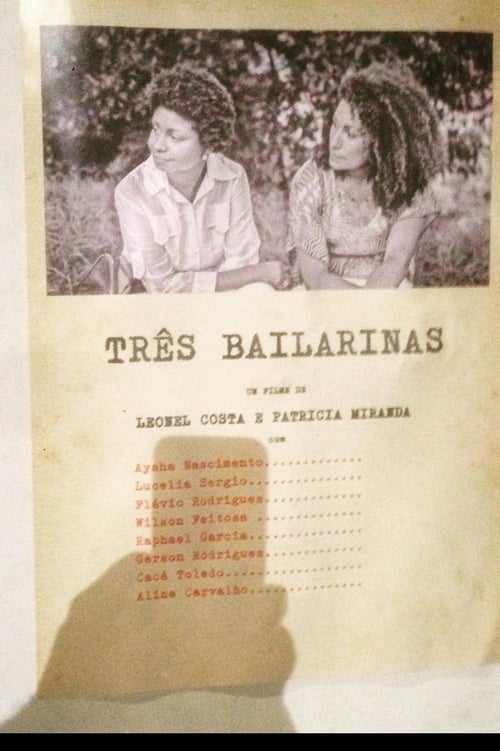 TRÊS BAILARINAS
UM FILME DE
LEONEL COSTA E PATRICIA MIRANDA
com
Ayaha Nascimento.............
Lucelia Sergio...............
Flávio Rodrigues.............
Wilson Feitosa ..............
Raphael Garcia...............
Gerson Rodrigues.............
Cacá Toledo..................
Aline Carvalho...............